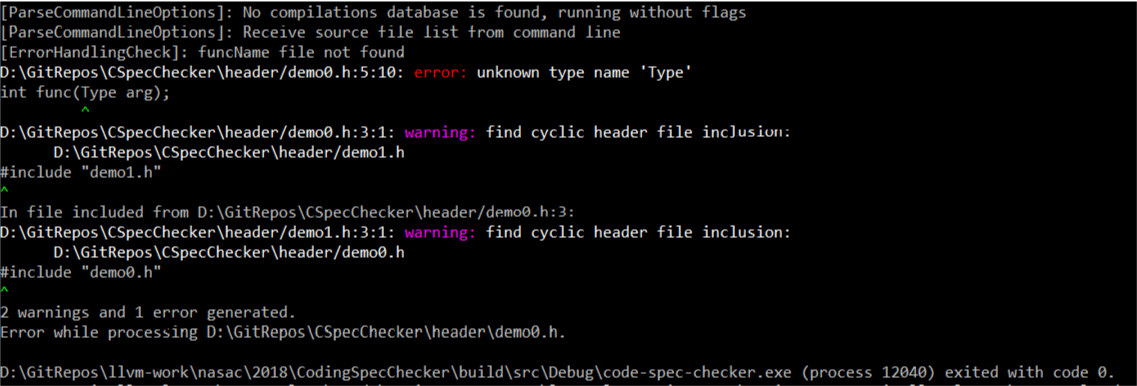 [ParseCommandLineOptions]: No compilations database is found, running without flags
[ParseCommandLineOptions]: Receive source file list from command line
[ErrorHandlingCheck]: funcName file not found
D:\GitRepos\CSpecChecker\header/demo0.h:5:10: error: unknown type name 'Type'
int func(Type arg);
^
D:\GitRepos\CSpecChecker\header/demo0.h:3:1: warning: find cyclic header file inclusion:
D:\GitRepos\CSpecChecker\header/demo1.h
#include "demo1.h"
^
In file included from D:\GitRepos\CSpecChecker\header/demo0.h:3:
D:\GitRepos\CSpecChecker\header/demo1.h:3:1: warning: find cyclic header file inclusion:
D:\GitRepos\CSpecChecker\header/demo0.h
#include "demo0.h"
^
2 warnings and 1 error generated.
Error while processing D:\GitRepos\CSpecChecker\header\demo0.h.
D:\GitRepos\llvm-work\nasac\2018\CodingSpecChecker\build\src\Debug\code-spec-checker.exe (process 12040) exited with code 0.